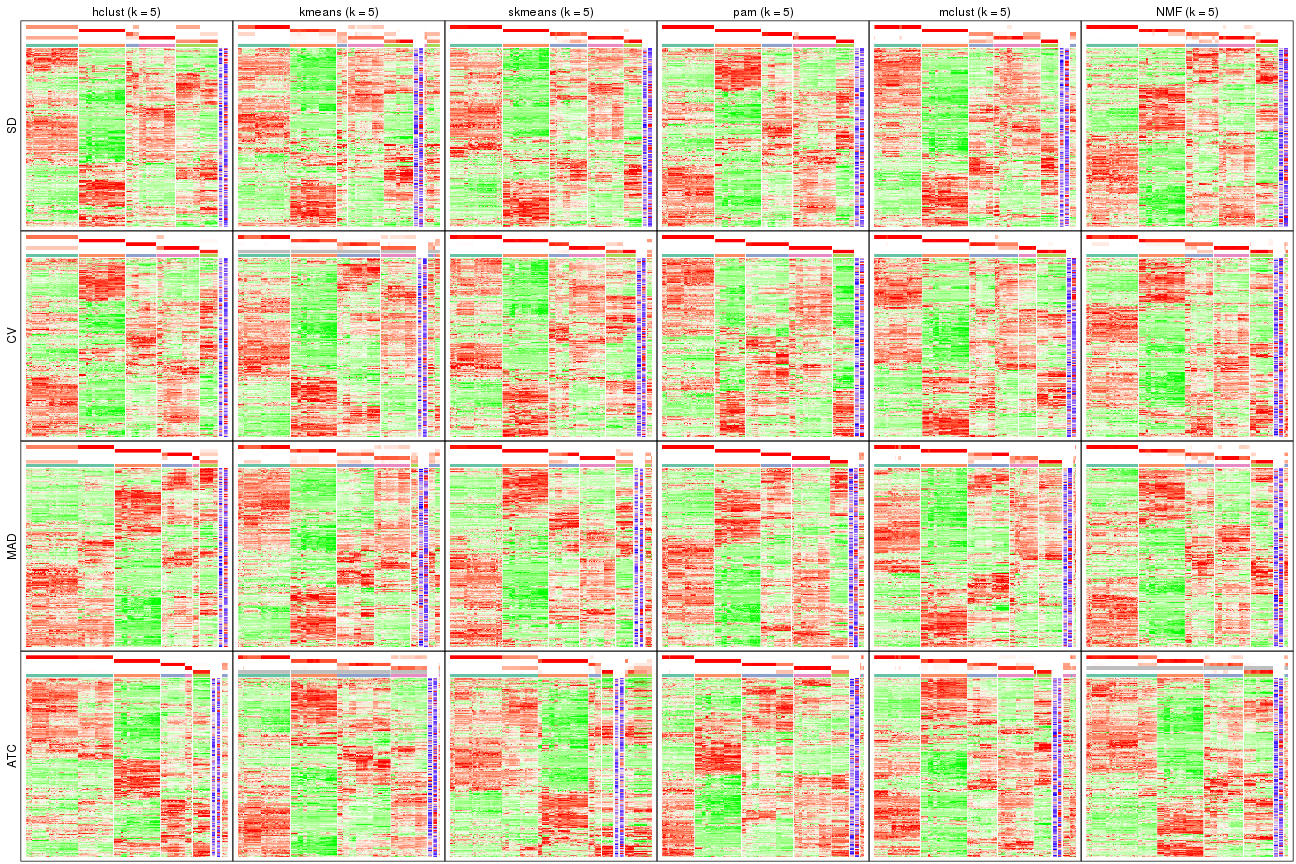 hclust (k = 5)
kmeans (k = 5)
skmeans (k = 5)
pam (k = 5)
mclust (k = 5)
NMF (k = 5)
SD
CV
MAD
ATC